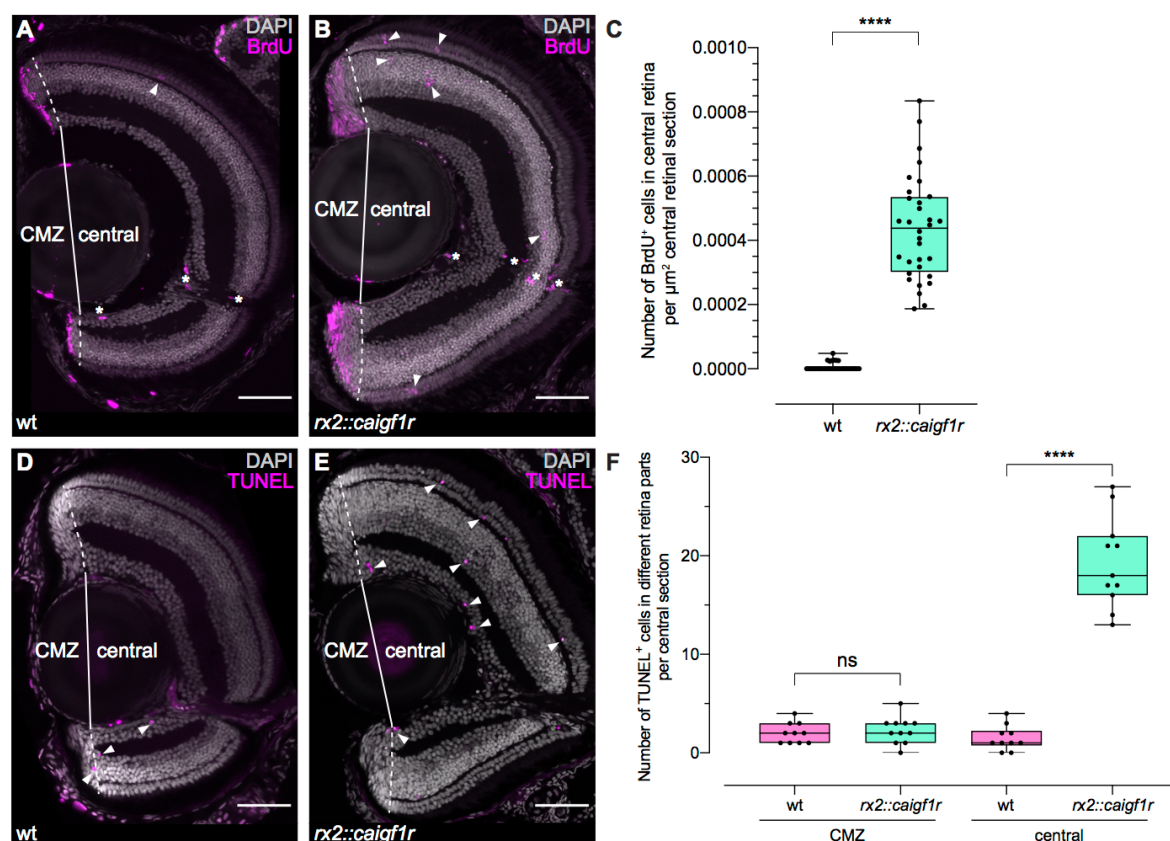 A
DAPI
BrdU
CMZ
central
*
*
*
wt
B
DAPI
BrdU
CMZ
central
*
*
*
*
rx2::caigf1r
C
****
Number of BrdU+ cells in central retina
per µm² central retinal section
0.0010
0.0008
0.0006
0.0004
0.0002
0.0000
wt
rx2::caigf1r
D
DAPI
TUNEL
CMZ
central
wt
E
DAPI
TUNEL
CMZ
central
rx2::caigf1r
F
Number of TUNEL+ cells in different retina parts
per central section
30
20
10
0
ns
****
wt
rx2::caigf1r
wt
rx2::caigf1r
CMZ
central